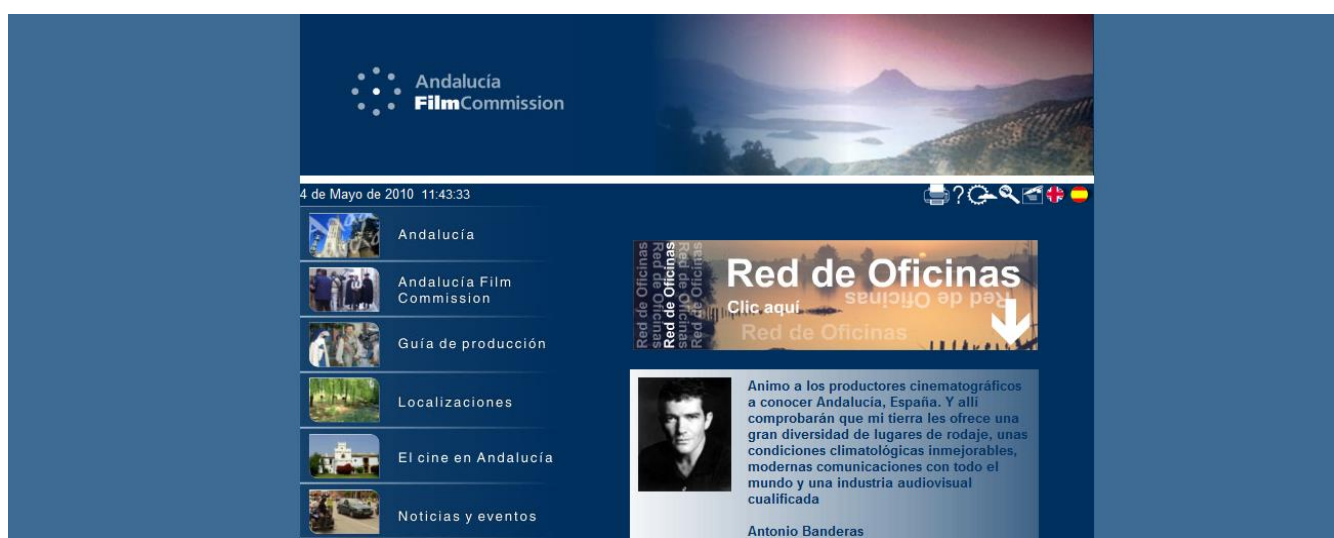 Andalucía
FilmCommission
4 de Mayo de 2010 11:43:33
?
Andalucía
Andalucía Film
Commission
Guía de producción
Localizaciones
El cine en Andalucía
Noticias y eventos
Red de Oficinas
Red de Oficinas
Red de Oficinas
Red de Oficinas
Red de Oficinas
Clic aquí
Red de Oficinas
Red de Oficinas
Animo a los productores cinematográficos
a conocer Andalucía, España. Y allí
comprobarán que mi tierra les ofrece una
gran diversidad de lugares de rodaje, unas
condiciones climatológicas inmejorables,
modernas comunicaciones con todo el
mundo y una industria audiovisual
cualificada
Antonio Banderas